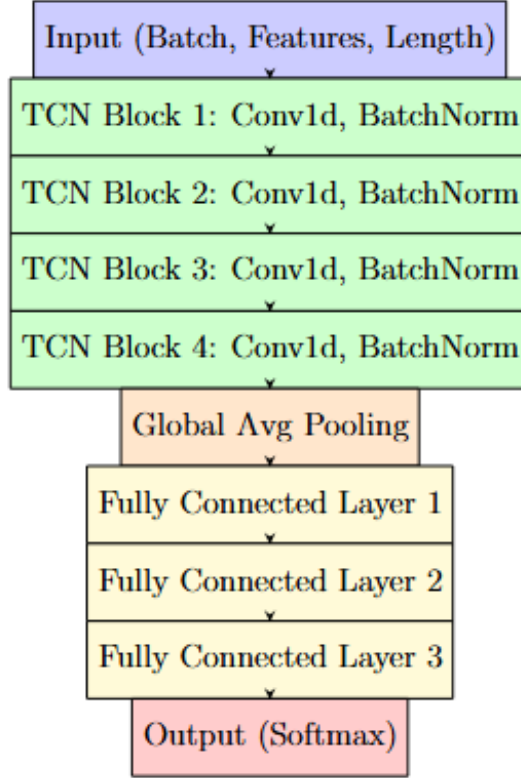 Input (Batch, Features, Length)
TCN Block 1: Conv1d, BatchNorm
TCN Block 2: Conv1d, BatchNorm
TCN Block 3: Conv1d, BatchNorm
TCN Block 4: Conv1d, BatchNorm
Global Avg Pooling
Fully Connected Layer 1
Fully Connected Layer 2
Fully Connected Layer 3
Output (Softmax)